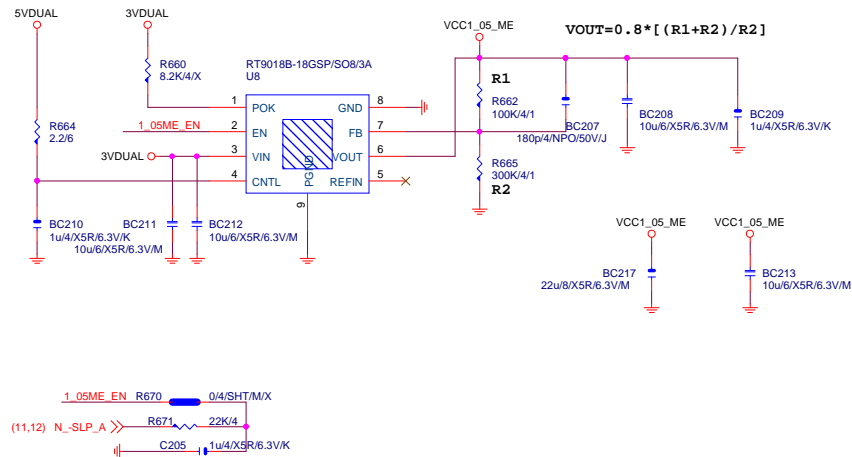 5VDUAL
3VDUAL
VCC1_05_ME
VOUT=0.8*[(R1+R2)/R2]
R660
8.2K/4/X
RT9018B-18GSP/SO8/3A
U8
R1
R662
100K/4/1
R664
2.2/6
1
POK
GND
8
1_05ME_EN
2
EN
FB
7
3VDUAL
3
VIN
VOUT
6
4
CNTL
PGND
REFIN
5
9
BC207
180p/4/NPO/50V/J
BC208
10u/6/X5R/6.3V/M
BC209
1u/4/X5R/6.3V/K
R665
300K/4/1
R2
BC210
1u/4/X5R/6.3V/K
BC211
10u/6/X5R/6.3V/M
BC212
10u/6/X5R/6.3V/M
VCC1_05_ME
VCC1_05_ME
BC217
22u/8/X5R/6.3V/M
BC213
10u/6/X5R/6.3V/M
1_05ME_EN
R670
0/4/SHT/M/X
(11,12)
N_-SLP_A
R671
22K/4
C205
1u/4/X5R/6.3V/K